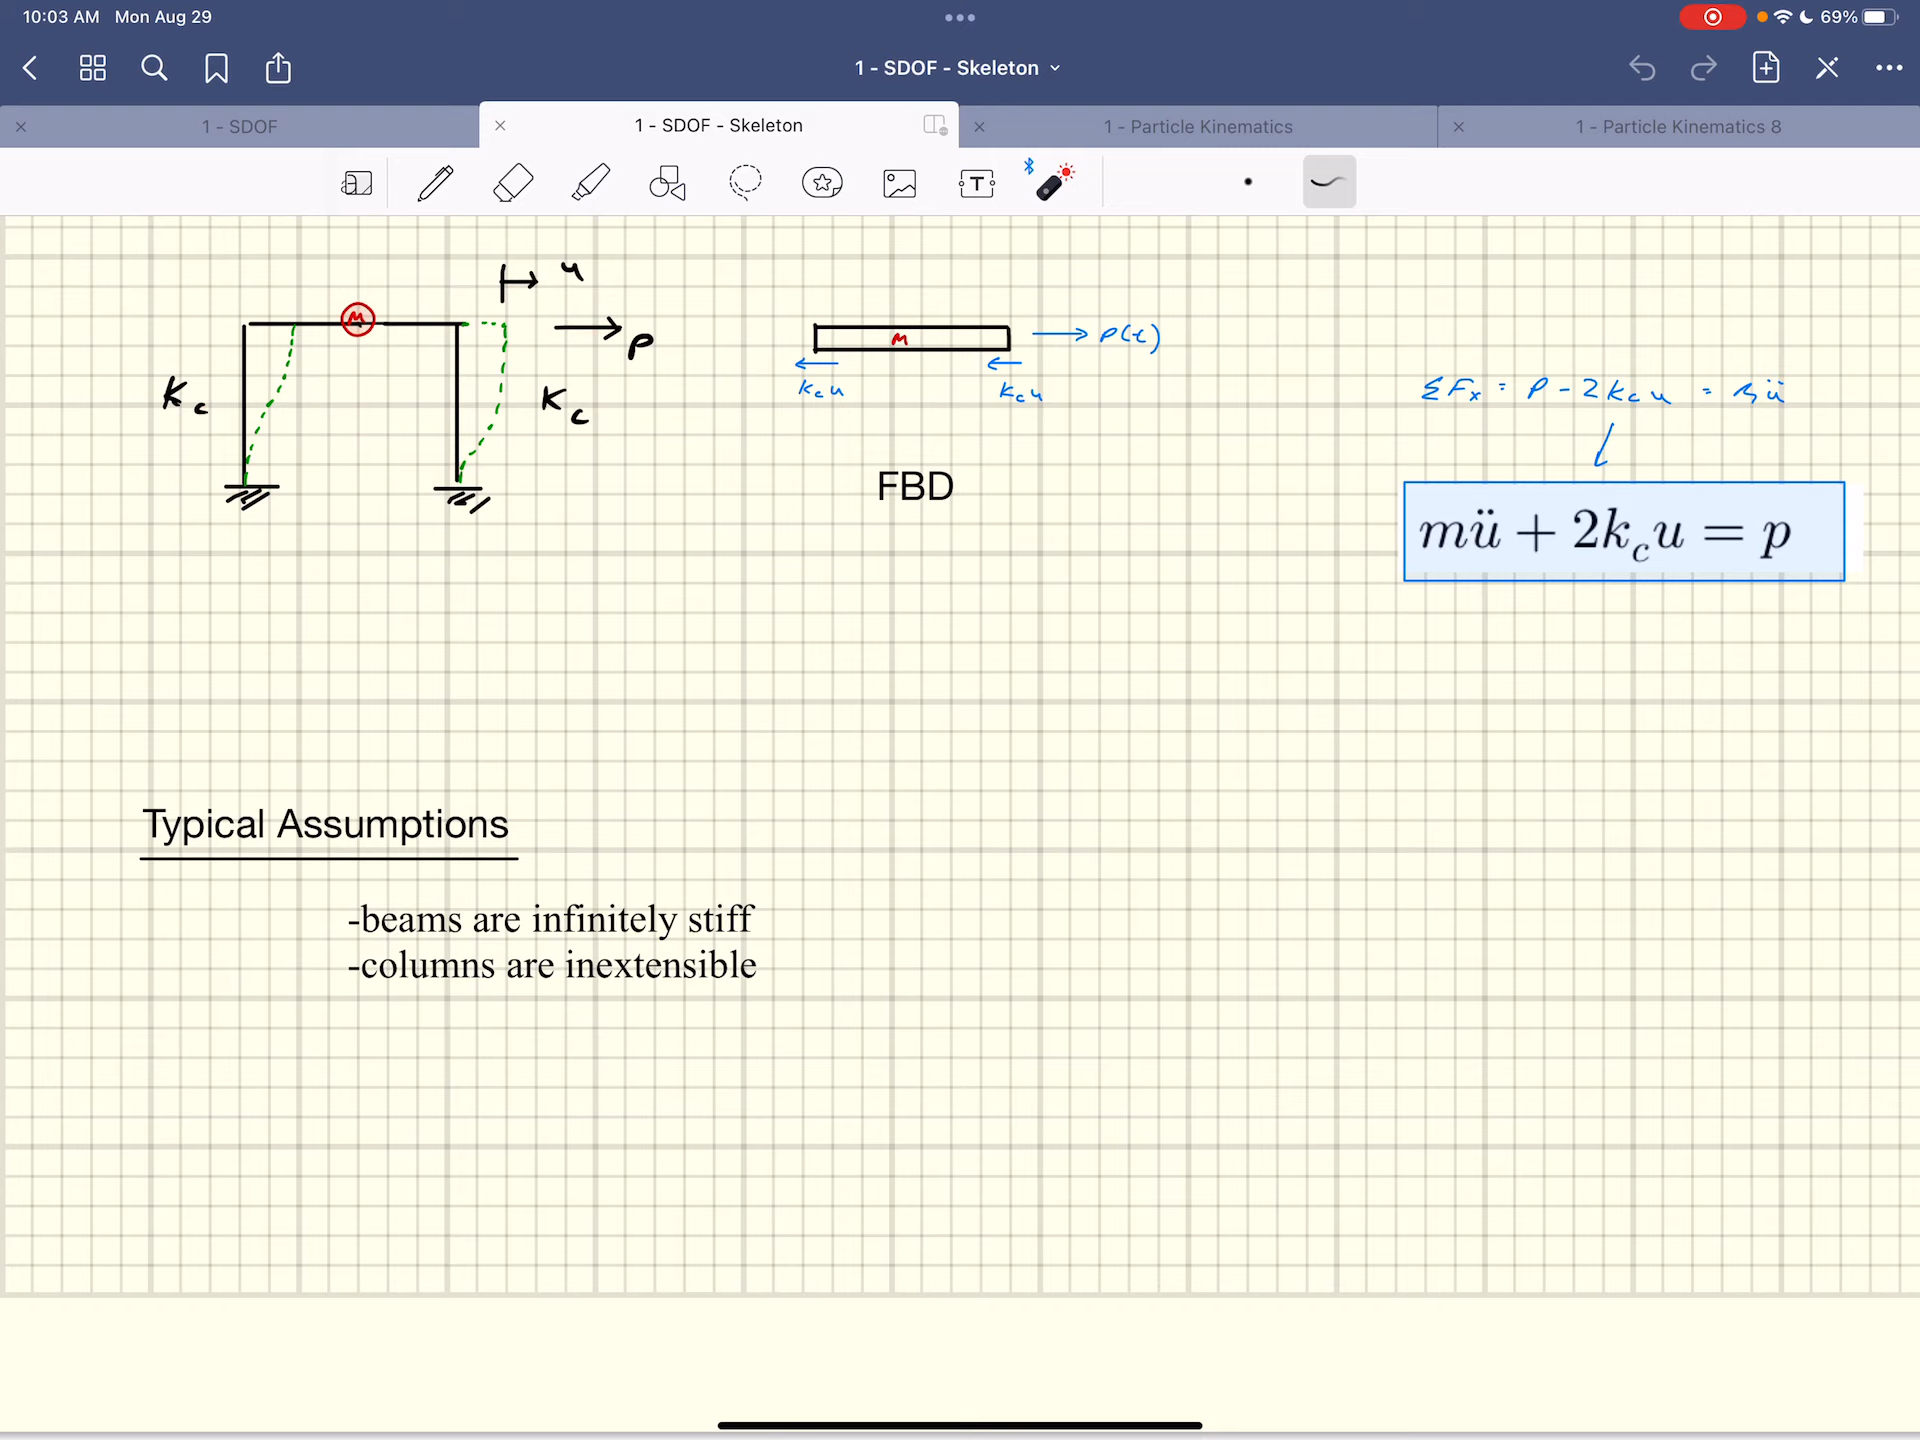 10:03 AM Mon Aug 29
69%
1 - SDOF - Skeleton
1 - SDOF
1 - SDOF - Skeleton
1 - Particle Kinematics
1 - Particle Kinematics 8
T
u
M
P
Kc
Kc
M
P(t)
Kcu
Kcu
FBD
ΣFx = P - 2kcu = mü
mü + 2k_c u = p
Typical Assumptions
-beams are infinitely stiff
-columns are inextensible